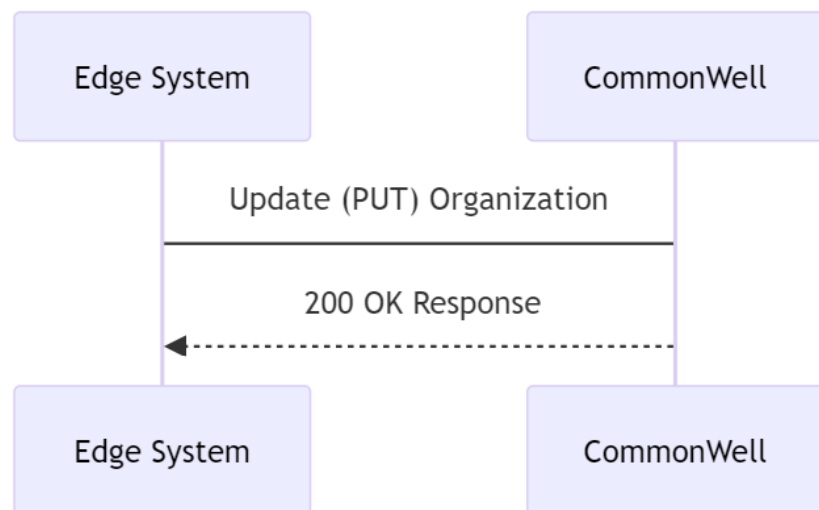 Edge System
CommonWell
Update (PUT) Organization
200 OK Response
Edge System
CommonWell